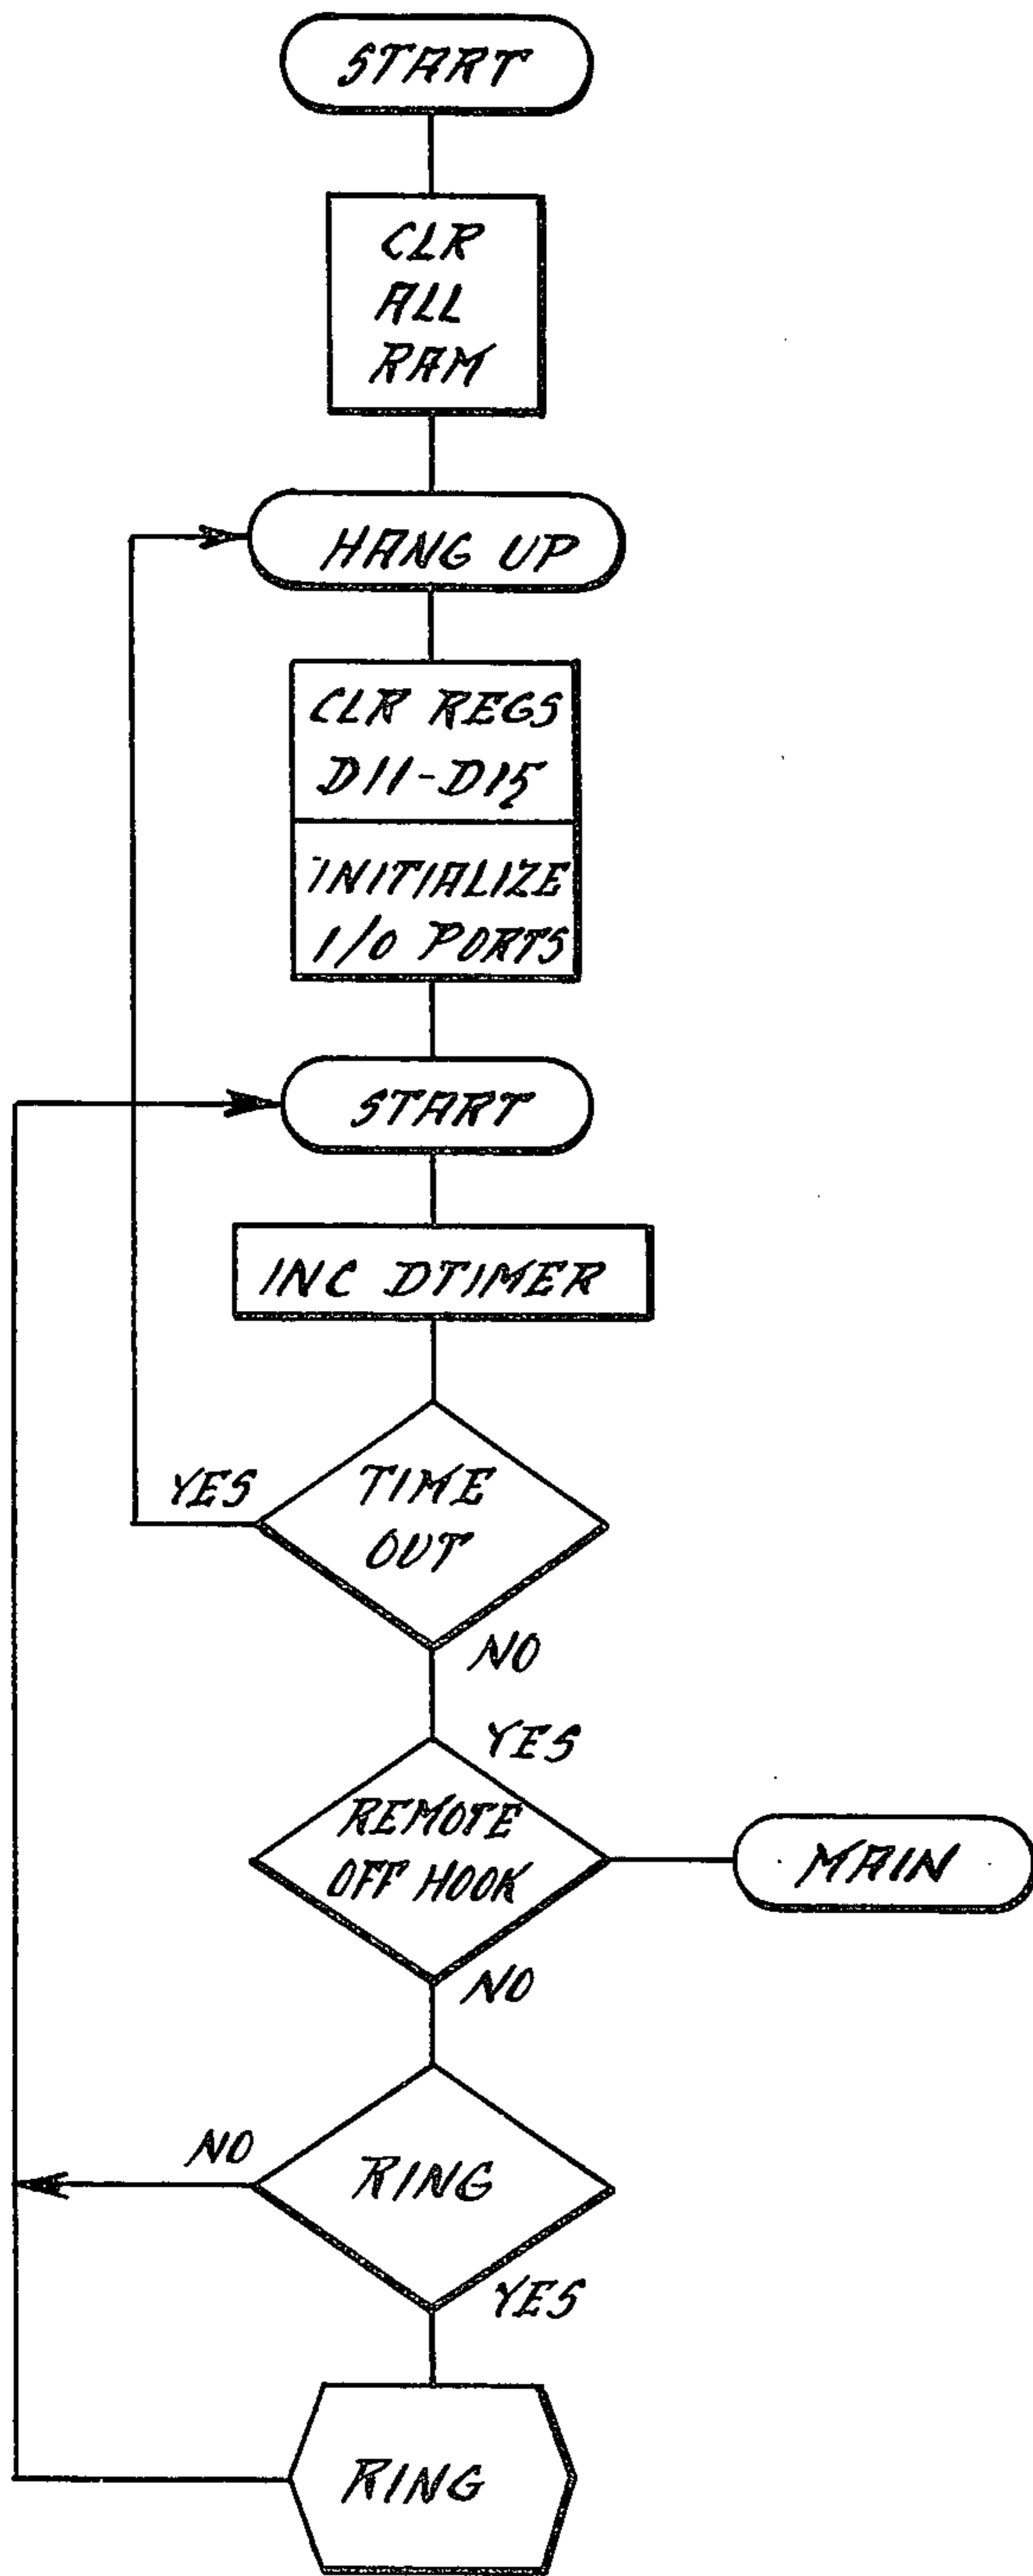 START
CLR
ALL
RAM
HANG UP
CLR REGS
D11-D15
INITIALIZE
I/O PORTS
START
INC DTIMER
YES
TIME
OUT
NO
YES
REMOTE
OFF HOOK
MAIN
NO
NO
RING
YES
RING